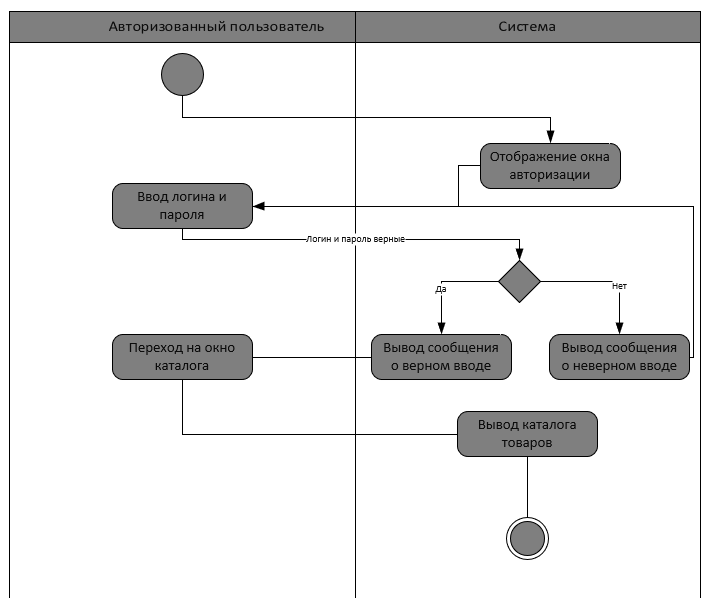 Авторизованный пользователь
Система
Отображение окна
авторизации
Ввод логина и
пароля
Логин и пароль верные
Да
Нет
Переход на окно
каталога
Вывод сообщения
о верном вводе
Вывод сообщения
о неверном вводе
Вывод каталога
товаров